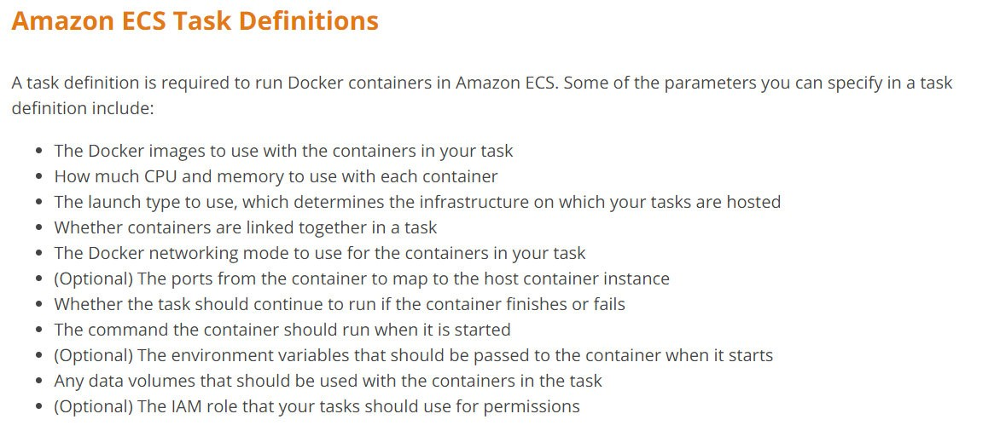 Amazon ECS Task Definitions
A task definition is required to run Docker containers in Amazon ECS. Some of the parameters you can specify in a task
definition include:
• The Docker images to use with the containers in your task
• How much CPU and memory to use with each container
• The launch type to use, which determines the infrastructure on which your tasks are hosted
• Whether containers are linked together in a task
• The Docker networking mode to use for the containers in your task
• (Optional) The ports from the container to map to the host container instance
• Whether the task should continue to run if the container finishes or fails
• The command the container should run when it is started
• (Optional) The environment variables that should be passed to the container when it starts
• Any data volumes that should be used with the containers in the task
• (Optional) The IAM role that your tasks should use for permissions